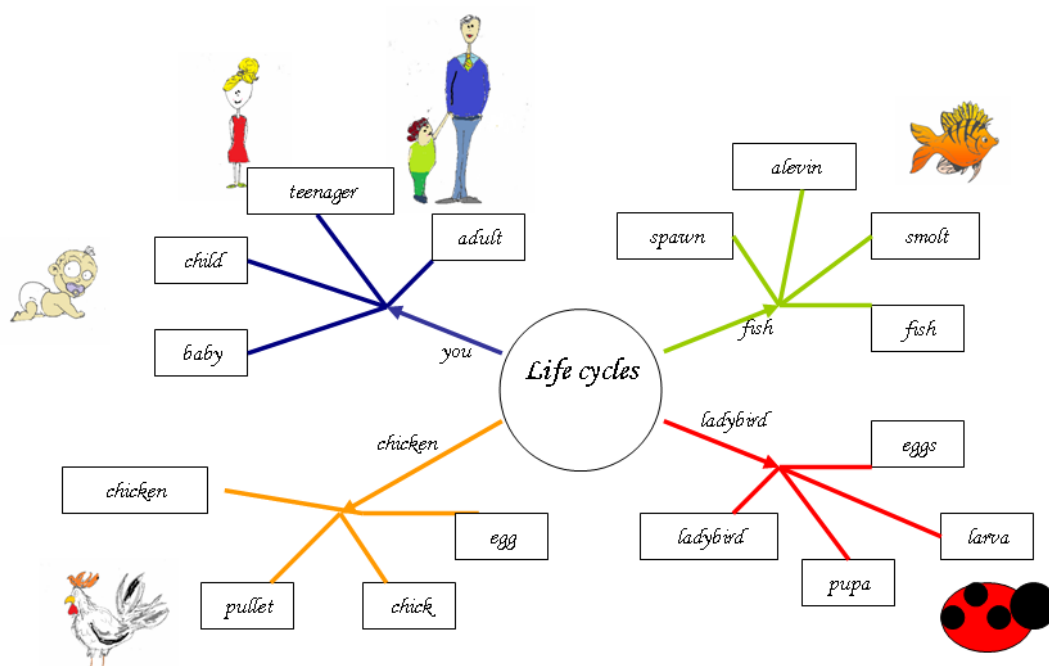 alevin
teenager
spawn
smolt
adult
child
fish
fish
baby
you
Life cycles
ladybird
chicken
eggs
chicken
egg
ladybird
larva
pupa
pullet
chick